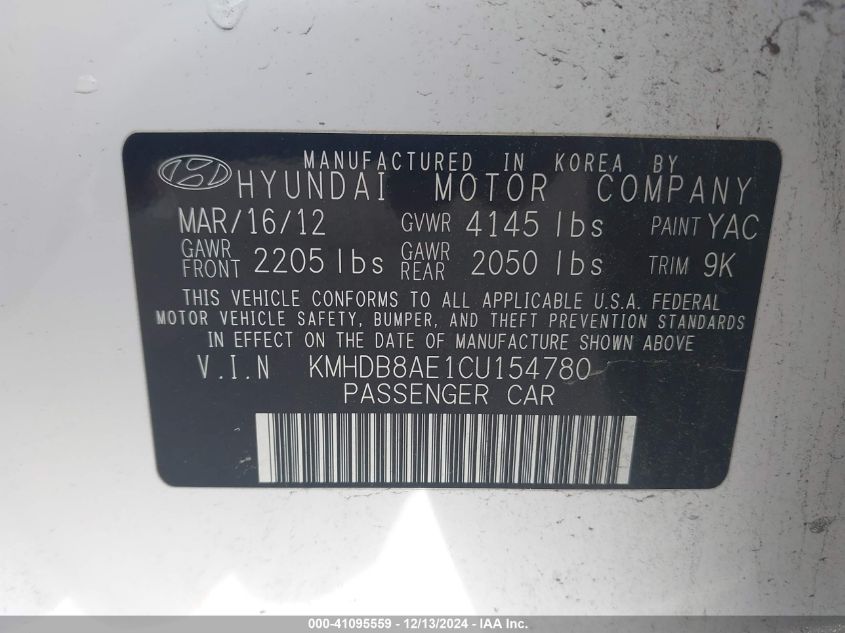 MANUFACTURED IN KOREA BY
HYUNDAI MOTOR COMPANY
MAR/16/12 GVWR 4145 lbs PAINT YAC
GAWR FRONT 2205 lbs GAWR REAR 2050 lbs TRIM 9K
THIS VEHICLE CONFORMS TO ALL APPLICABLE U.S.A. FEDERAL
MOTOR VEHICLE SAFETY, BUMPER, AND THEFT PREVENTION STANDARDS
IN EFFECT ON THE DATE OF MANUFACTURE SHOWN ABOVE
V.I.N KMHDB8AE1CU154780
PASSENGER CAR
000-41095559 - 12/13/2024 - IAA Inc.